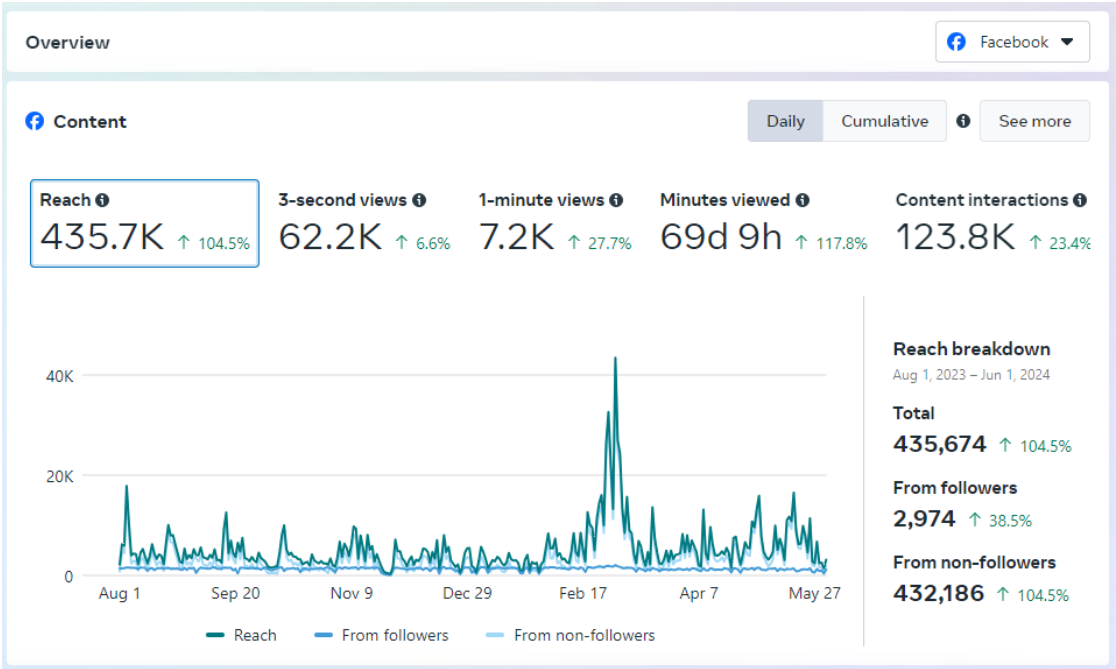 Overview
Facebook
Content
Daily Cumulative See more
Reach 3-second views 1-minute views Minutes viewed Content interactions
435.7K ↑ 104.5% 62.2K ↑ 6.6% 7.2K ↑ 27.7% 69d 9h ↑ 117.8% 123.8K ↑ 23.4%
40K
20K
0
Aug 1 Sep 20 Nov 9 Dec 29 Feb 17 Apr 7 May 27
Reach From followers From non-followers
Reach breakdown
Aug 1, 2023 – Jun 1, 2024
Total
435,674 ↑ 104.5%
From followers
2,974 ↑ 38.5%
From non-followers
432,186 ↑ 104.5%